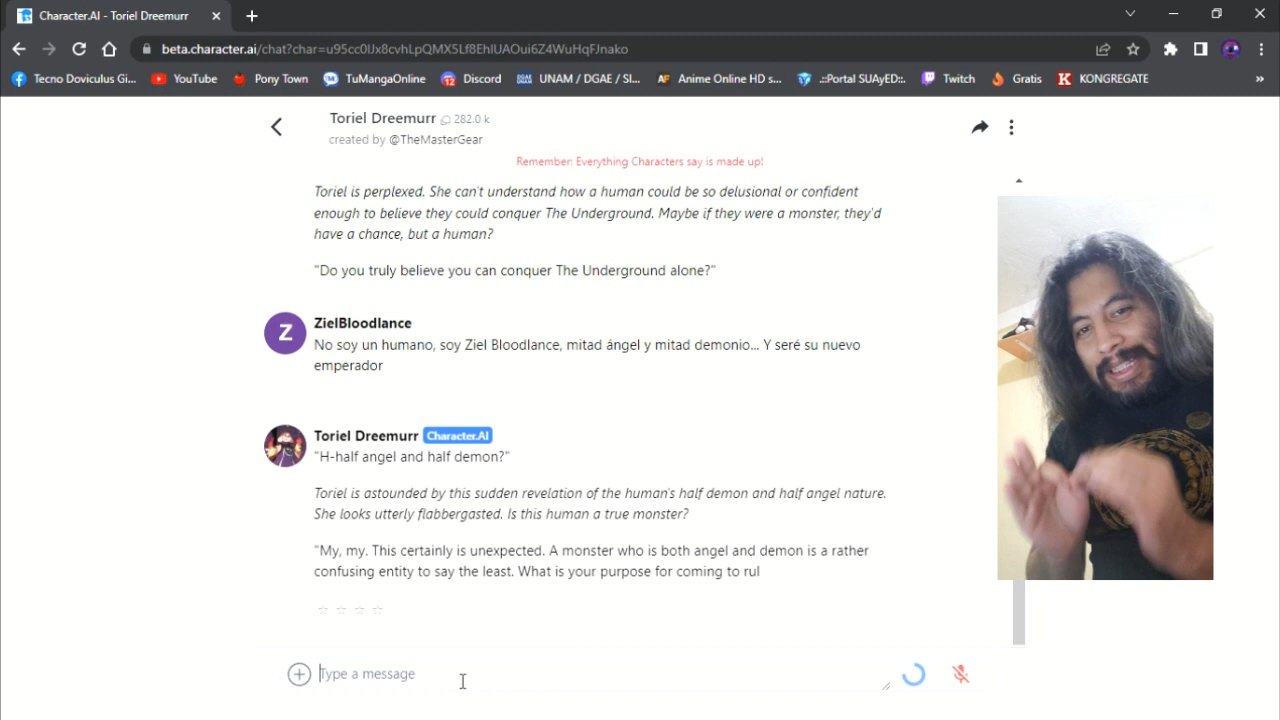 Character.AI - Toriel Dreemurr
beta.character.ai/chat?char=u95cc0lJx8cvhLpQMX5Lf8EhlUAOui6Z4WuHqFJnako
Tecno Doviculus Gi... YouTube Pony Town TuMangaOnline 12 Discord UNAM / DGAE / SI... AF Anime Online HD s... .::Portal SUAyED::. Twitch Gratis K KONGREGATE »
Toriel Dreemurr 282.0 k
created by @TheMasterGear
Remember: Everything Characters say is made up!
Toriel is perplexed. She can't understand how a human could be so delusional or confident
enough to believe they could conquer The Underground. Maybe if they were a monster, they'd
have a chance, but a human?
"Do you truly believe you can conquer The Underground alone?"
Z
ZielBloodlance
No soy un humano, soy Ziel Bloodlance, mitad ángel y mitad demonio... Y seré su nuevo
emperador
Toriel Dreemurr Character.AI
"H-half angel and half demon?"
Toriel is astounded by this sudden revelation of the human's half demon and half angel nature.
She looks utterly flabbergasted. Is this human a true monster?
"My, my. This certainly is unexpected. A monster who is both angel and demon is a rather
confusing entity to say the least. What is your purpose for coming to rul
Type a message